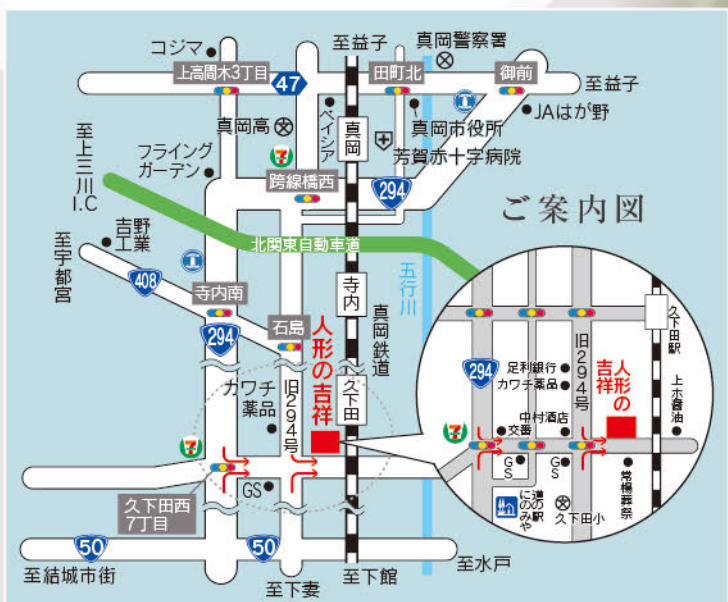 コジマ
至益子
真岡警察署
上高間木3丁目
47
田町北
御前
至益子
ベイシア
真岡高
真岡
真岡市役所
JAはが野
芳賀赤十字病院
フライング
ガーデン
7
跨線橋西
294
至上三川
I.C
ご案内図
北関東自動車道
吉野
工業
至宇都宮
408
寺内南
294
石島
寺内
五行川
真岡鉄道
人形の吉祥
カワチ
薬品
旧294号
久下田
7
久下田西
7丁目
GS
50
50
至結城市街
至下妻
至下館
至水戸
久下田駅
294
足利銀行
カワチ薬品
旧294号
人形の
吉祥
上ホ醤油
中村酒店
7
交番
GS
GS
道の駅
にのみや
久下田小
常楊葬祭